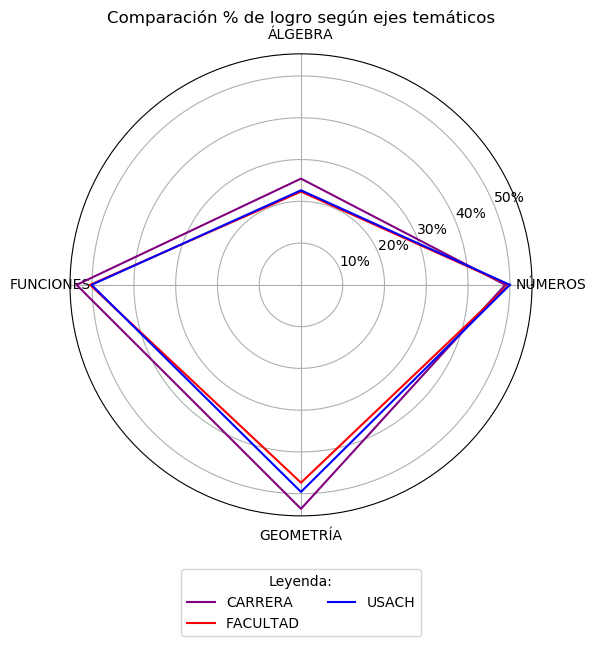 Comparación % de logro según ejes temáticos
ÁLGEBRA
50%
40%
30%
20%
10%
FUNCIONES
NÚMEROS
GEOMETRÍA
Leyenda:
CARRERA USACH
FACULTAD